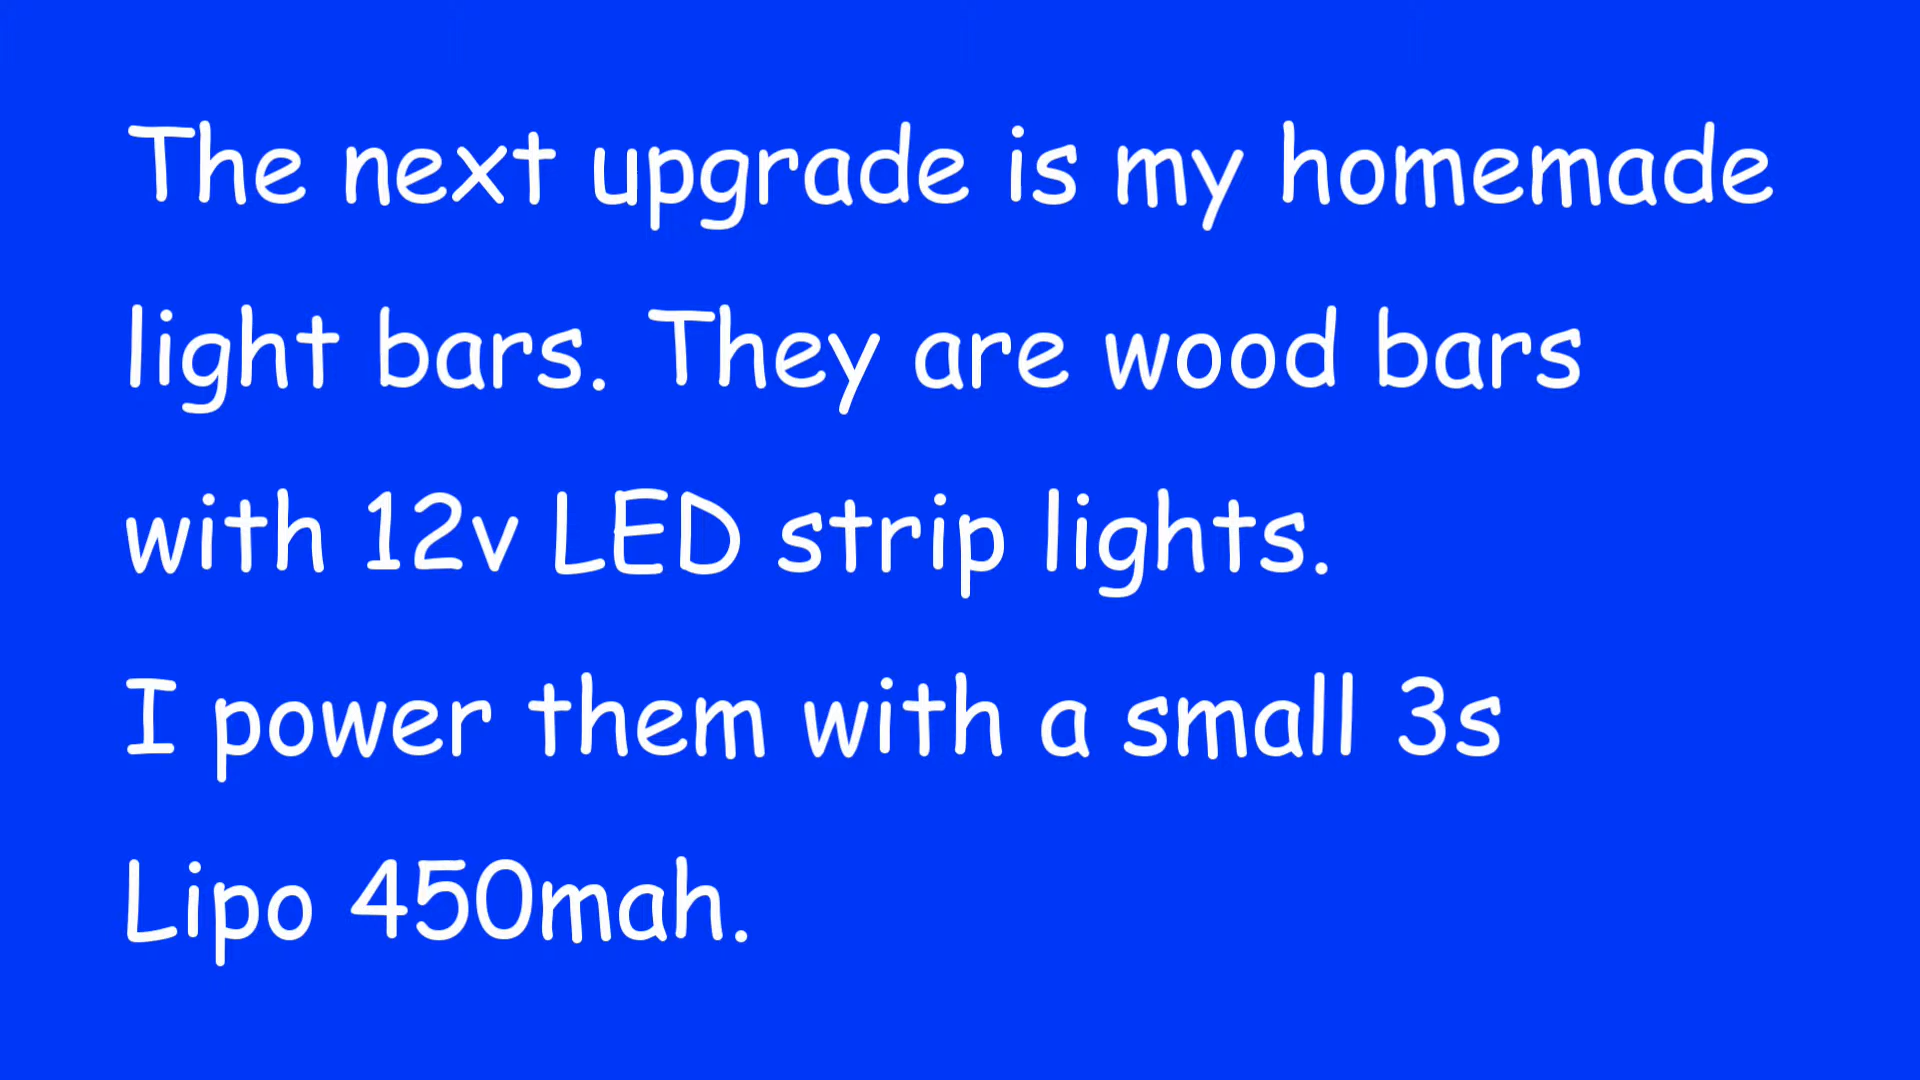 The next upgrade is my homemade
light bars. They are wood bars
with 12v LED strip lights.
I power them with a small 3s
Lipo 450mah.